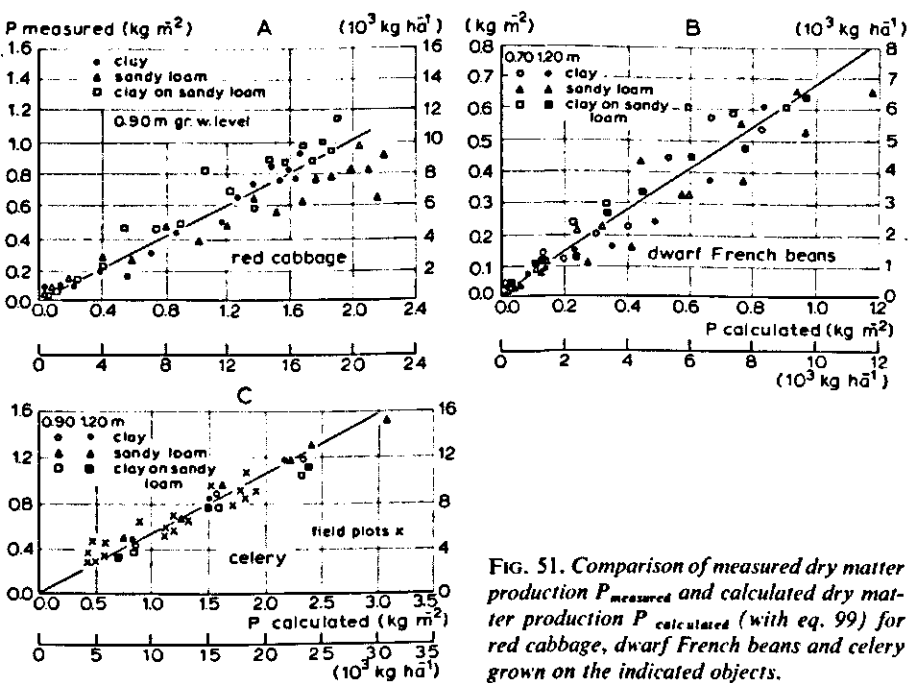 P measured (kg m̄²) A (10³ kg hā¹)
1.6 16
1.4 14
1.2 12
1.0 10
0.8 8
0.6 6
0.4 4
0.2 2
0.0
clay
sandy loam
clay on sandy loam
0.90 m gr. w. level
red cabbage
0.0 0.4 0.8 1.2 1.6 2.0 2.4
0 4 8 12 16 20 24
(kg m̄²) B (10³ kg hā¹)
0.8 8
0.7 7
0.6 6
0.5 5
0.4 4
0.3 3
0.2 2
0.1 1
0.0 0
0.70 1.20 m
clay
sandy loam
clay on sandy
loam
dwarf French beans
0.0 0.2 0.4 0.6 0.8 1.0 1.2
P calculated (kg m̄²)
0 2 4 6 8 10 12
(10³ kg hā¹)
C
1.6 16
1.2 12
0.8 8
0.4 4
0 0
0.90 1.20 m
clay
sandy loam
clay on sandy
loam
field plots x
celery
0.0 0.5 1.0 1.5 2.0 2.5 3.0 3.5
P calculated (kg m̄²)
0 5 10 15 20 25 30 35
(10³ kg hā¹)
FIG. 51. Comparison of measured dry matter
production P measured and calculated dry mat-
ter production P calculated (with eq. 99) for
red cabbage, dwarf French beans and celery
grown on the indicated objects.